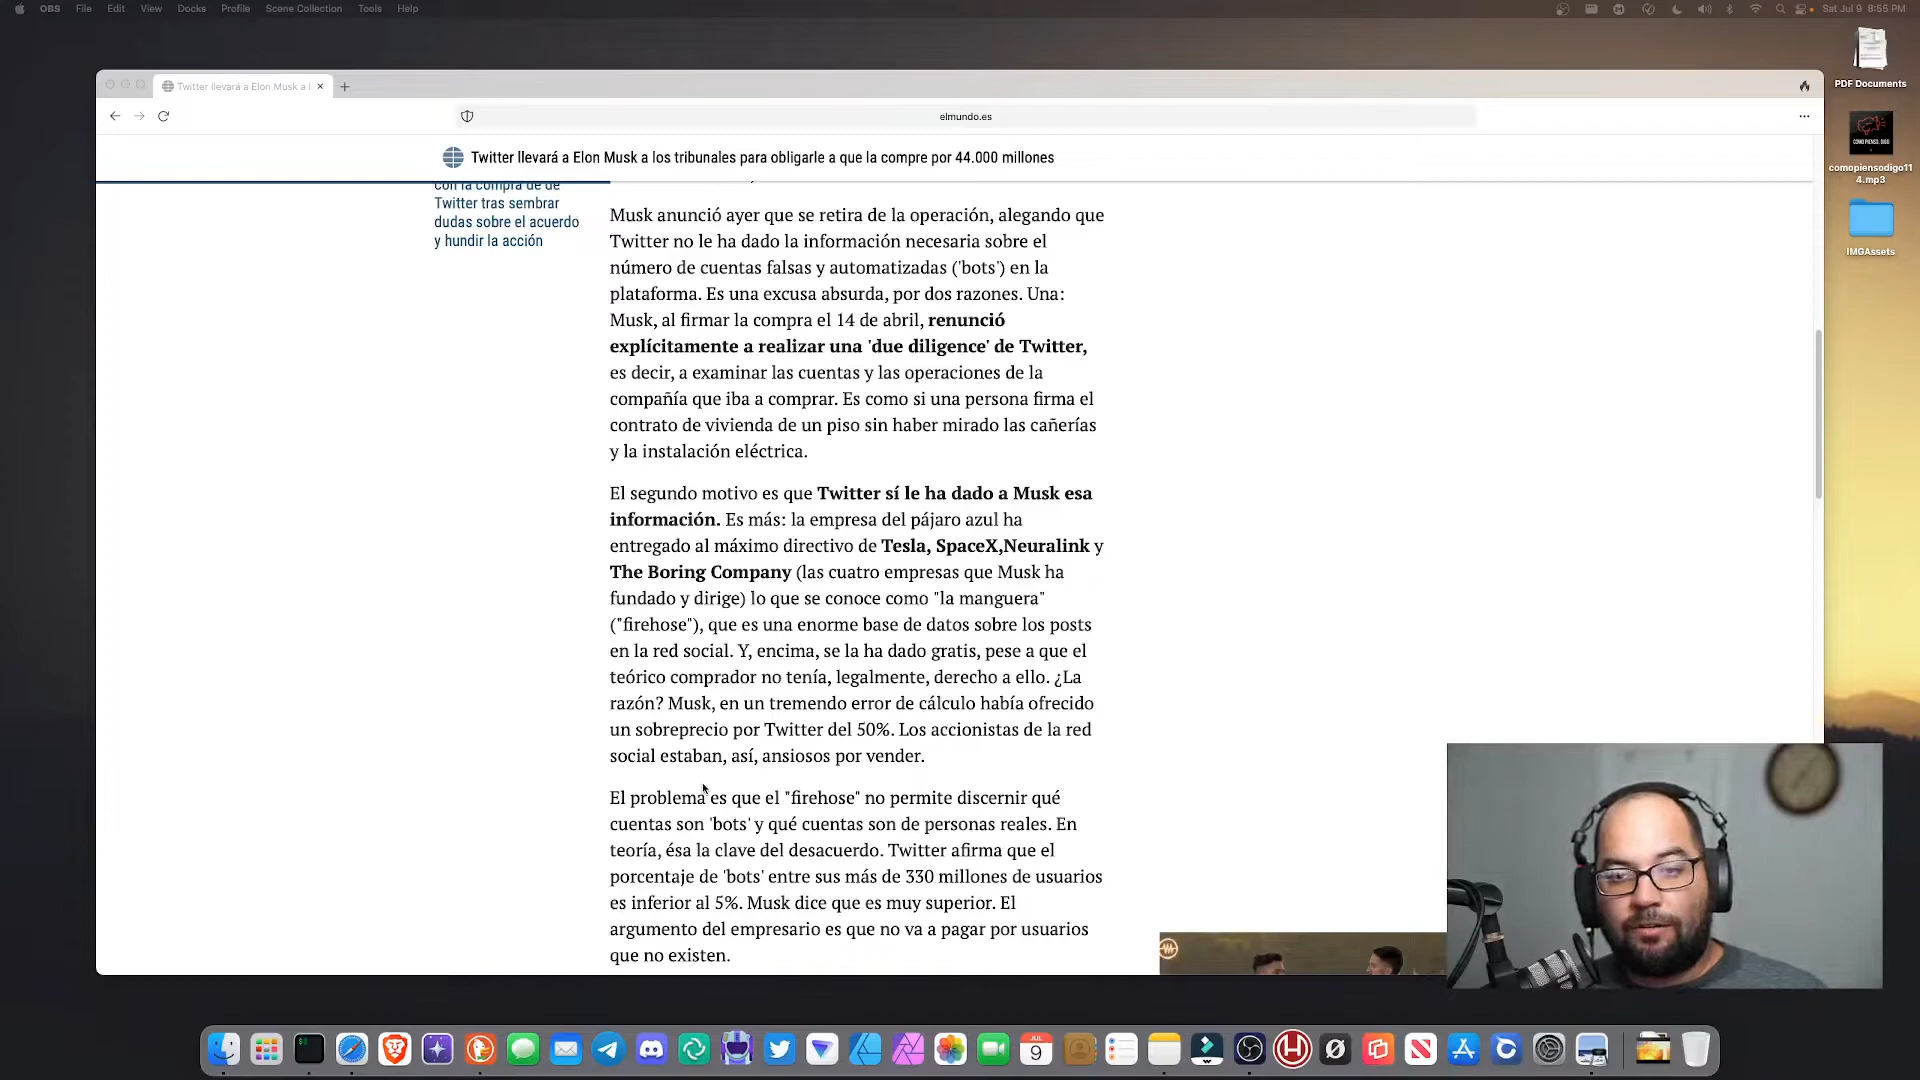 OBS File Edit View Docks Profile Scene Collection Tools Help
Sat Jul 9 8:55 PM
Twitter llevará a Elon Musk a l
elmundo.es
Twitter llevará a Elon Musk a los tribunales para obligarle a que la compre por 44.000 millones
con la compra de de
Twitter tras sembrar
dudas sobre el acuerdo
y hundir la acción
Musk anunció ayer que se retira de la operación, alegando que
Twitter no le ha dado la información necesaria sobre el
número de cuentas falsas y automatizadas ('bots') en la
plataforma. Es una excusa absurda, por dos razones. Una:
Musk, al firmar la compra el 14 de abril, renunció
explícitamente a realizar una 'due diligence' de Twitter,
es decir, a examinar las cuentas y las operaciones de la
compañía que iba a comprar. Es como si una persona firma el
contrato de vivienda de un piso sin haber mirado las cañerías
y la instalación eléctrica.
El segundo motivo es que Twitter sí le ha dado a Musk esa
información. Es más: la empresa del pájaro azul ha
entregado al máximo directivo de Tesla, SpaceX,Neuralink y
The Boring Company (las cuatro empresas que Musk ha
fundado y dirige) lo que se conoce como "la manguera"
("firehose"), que es una enorme base de datos sobre los posts
en la red social. Y, encima, se la ha dado gratis, pese a que el
teórico comprador no tenía, legalmente, derecho a ello. ¿La
razón? Musk, en un tremendo error de cálculo había ofrecido
un sobreprecio por Twitter del 50%. Los accionistas de la red
social estaban, así, ansiosos por vender.
El problema es que el "firehose" no permite discernir qué
cuentas son 'bots' y qué cuentas son de personas reales. En
teoría, ésa la clave del desacuerdo. Twitter afirma que el
porcentaje de 'bots' entre sus más de 330 millones de usuarios
es inferior al 5%. Musk dice que es muy superior. El
argumento del empresario es que no va a pagar por usuarios
que no existen.
PDF Documents
COMO PIENSO, DIGO
comopiensodigo11
4.mp3
IMGAssets
JUL
9